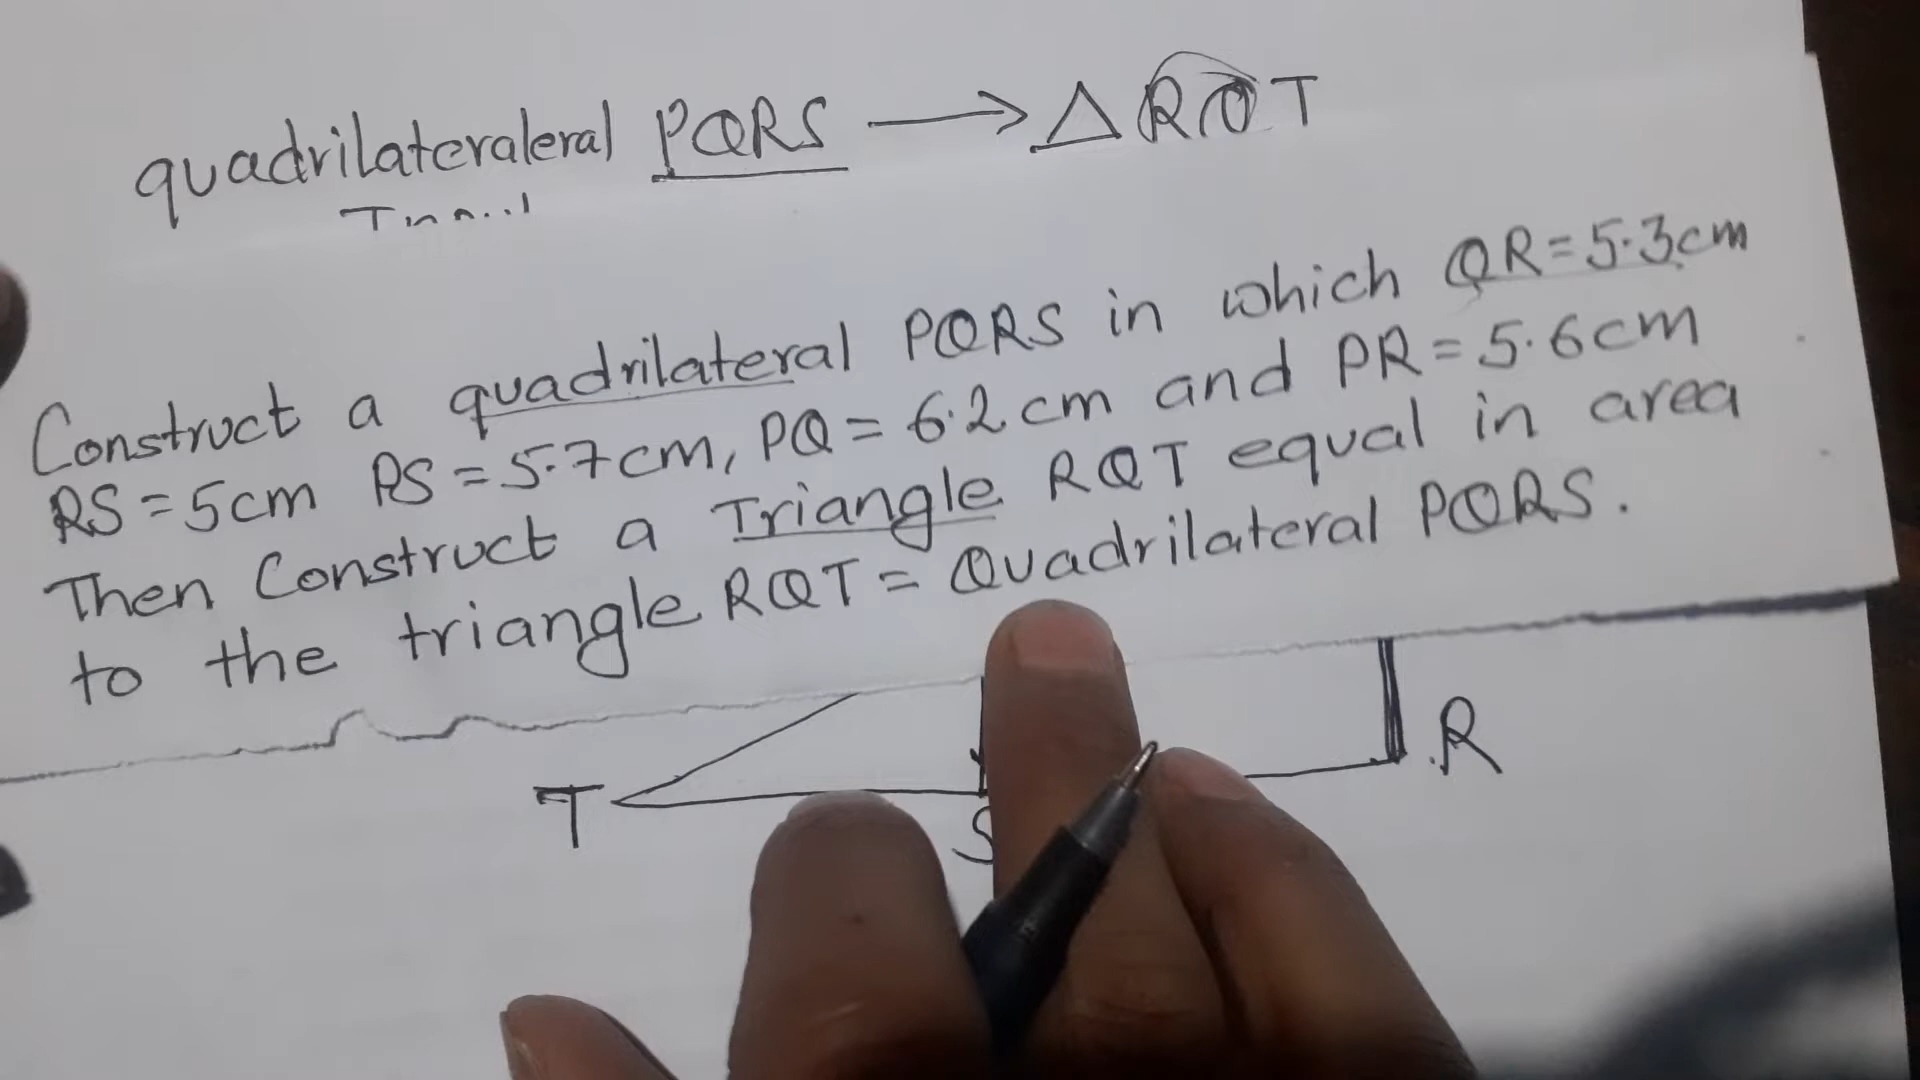 quadrilateraleral PQRS → △RQT
Construct a quadrilateral PQRS in which QR = 5.3cm
RS = 5cm PS = 5.7cm, PQ = 6.2cm and PR = 5.6cm
Then Construct a Triangle RQT equal in area
to the triangle RQT = Quadrilateral PQRS.
T S R